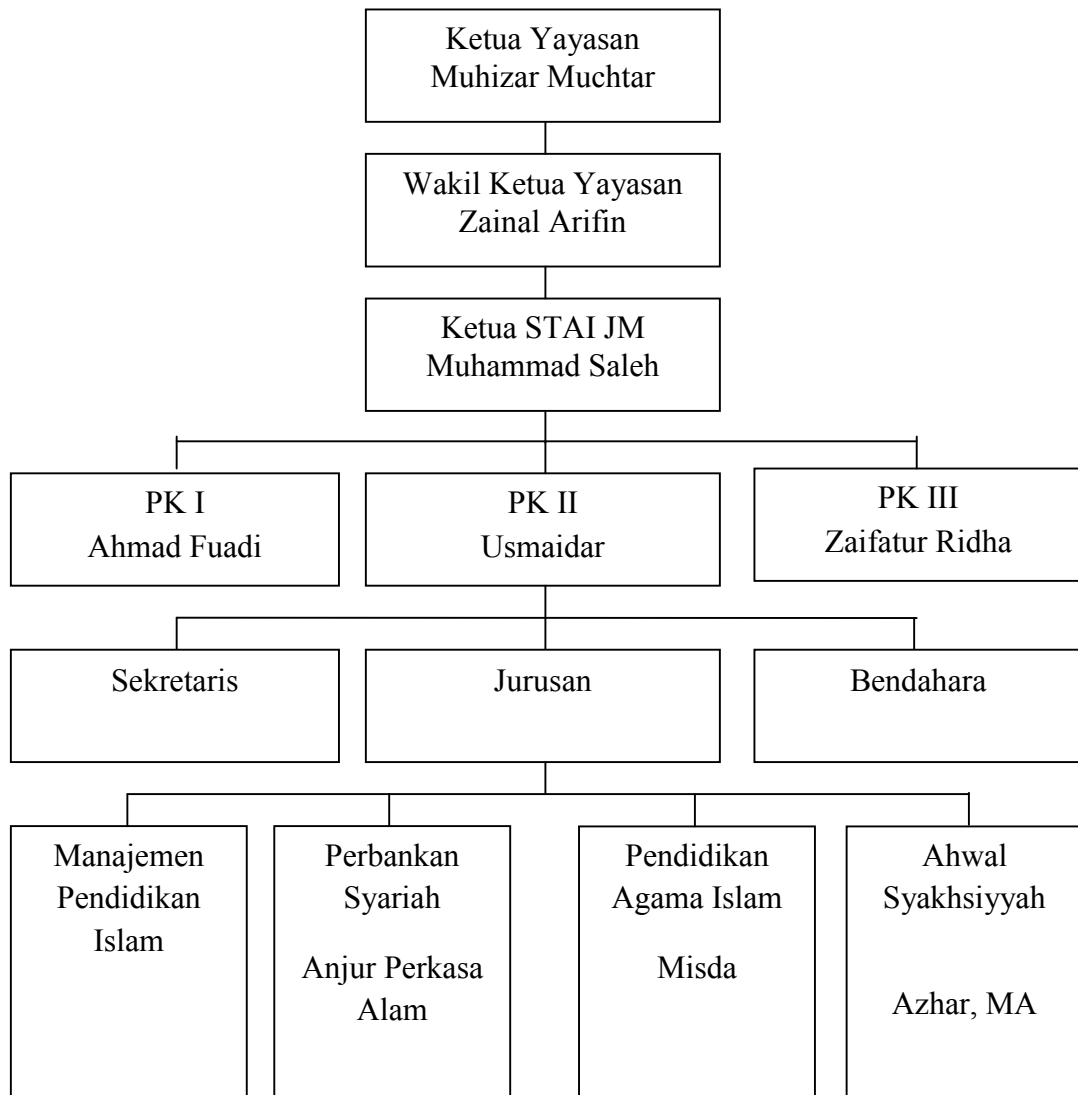 Ketua Yayasan
Muhizar Muchtar
Wakil Ketua Yayasan
Zainal Arifin
Ketua STAI JM
Muhammad Saleh
PK I
Ahmad Fuadi
PK II
Usmaidar
PK III
Zaifatur Ridha
Sekretaris
Jurusan
Bendahara
Manajemen
Pendidikan
Islam
Perbankan
Syariah
Anjur Perkasa
Alam
Pendidikan
Agama Islam
Misda
Ahwal
Syakhsiyyah
Azhar, MA